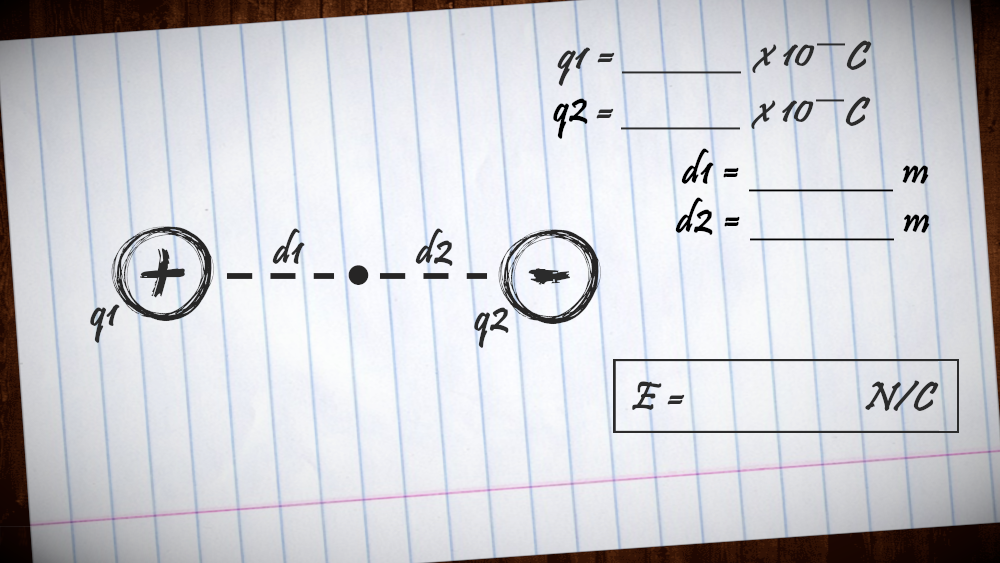 q1 = ________ x 10⁻ C
q2 = ________ x 10⁻ C
d1 = ________ m
d2 = ________ m
d1 d2
+ -
q1 q2
E = N/C